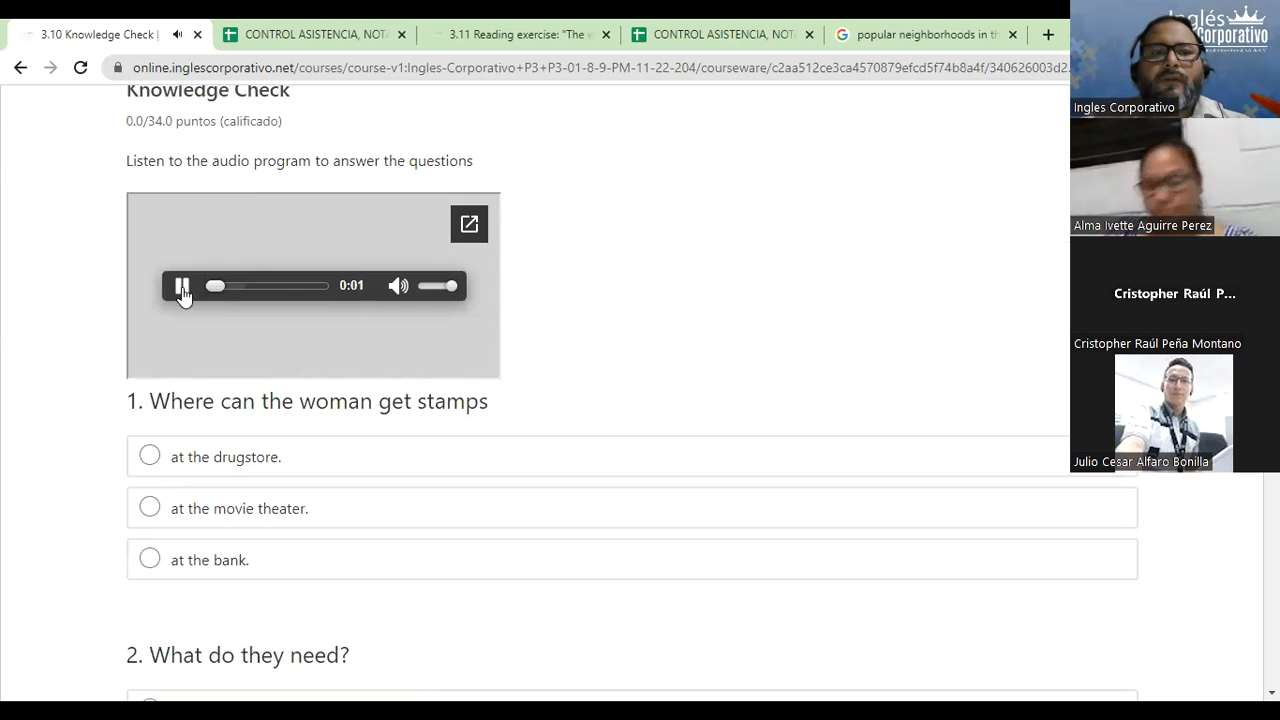 3.10 Knowledge Check |
CONTROL ASISTENCIA, NOT
3.11 Reading exercise: "The
CONTROL ASISTENCIA, NOT
popular neighborhoods in th
online.inglescorporativo.net/courses/course-v1:Ingles-Corporativo+P3+P3-01-8-9-PM-11-22-204/courseware/c2aa512ce3ca4570879efcd5f74b8a4f/340626003d2
Knowledge Check
0.0/34.0 puntos (calificado)
Listen to the audio program to answer the questions
0:01
1. Where can the woman get stamps
at the drugstore.
at the movie theater.
at the bank.
2. What do they need?
Inglés
Corporativo
Ingles Corporativo
Alma Ivette Aguirre Perez
Cristopher Raúl P...
Cristopher Raúl Peña Montano
Julio Cesar Alfaro Bonilla